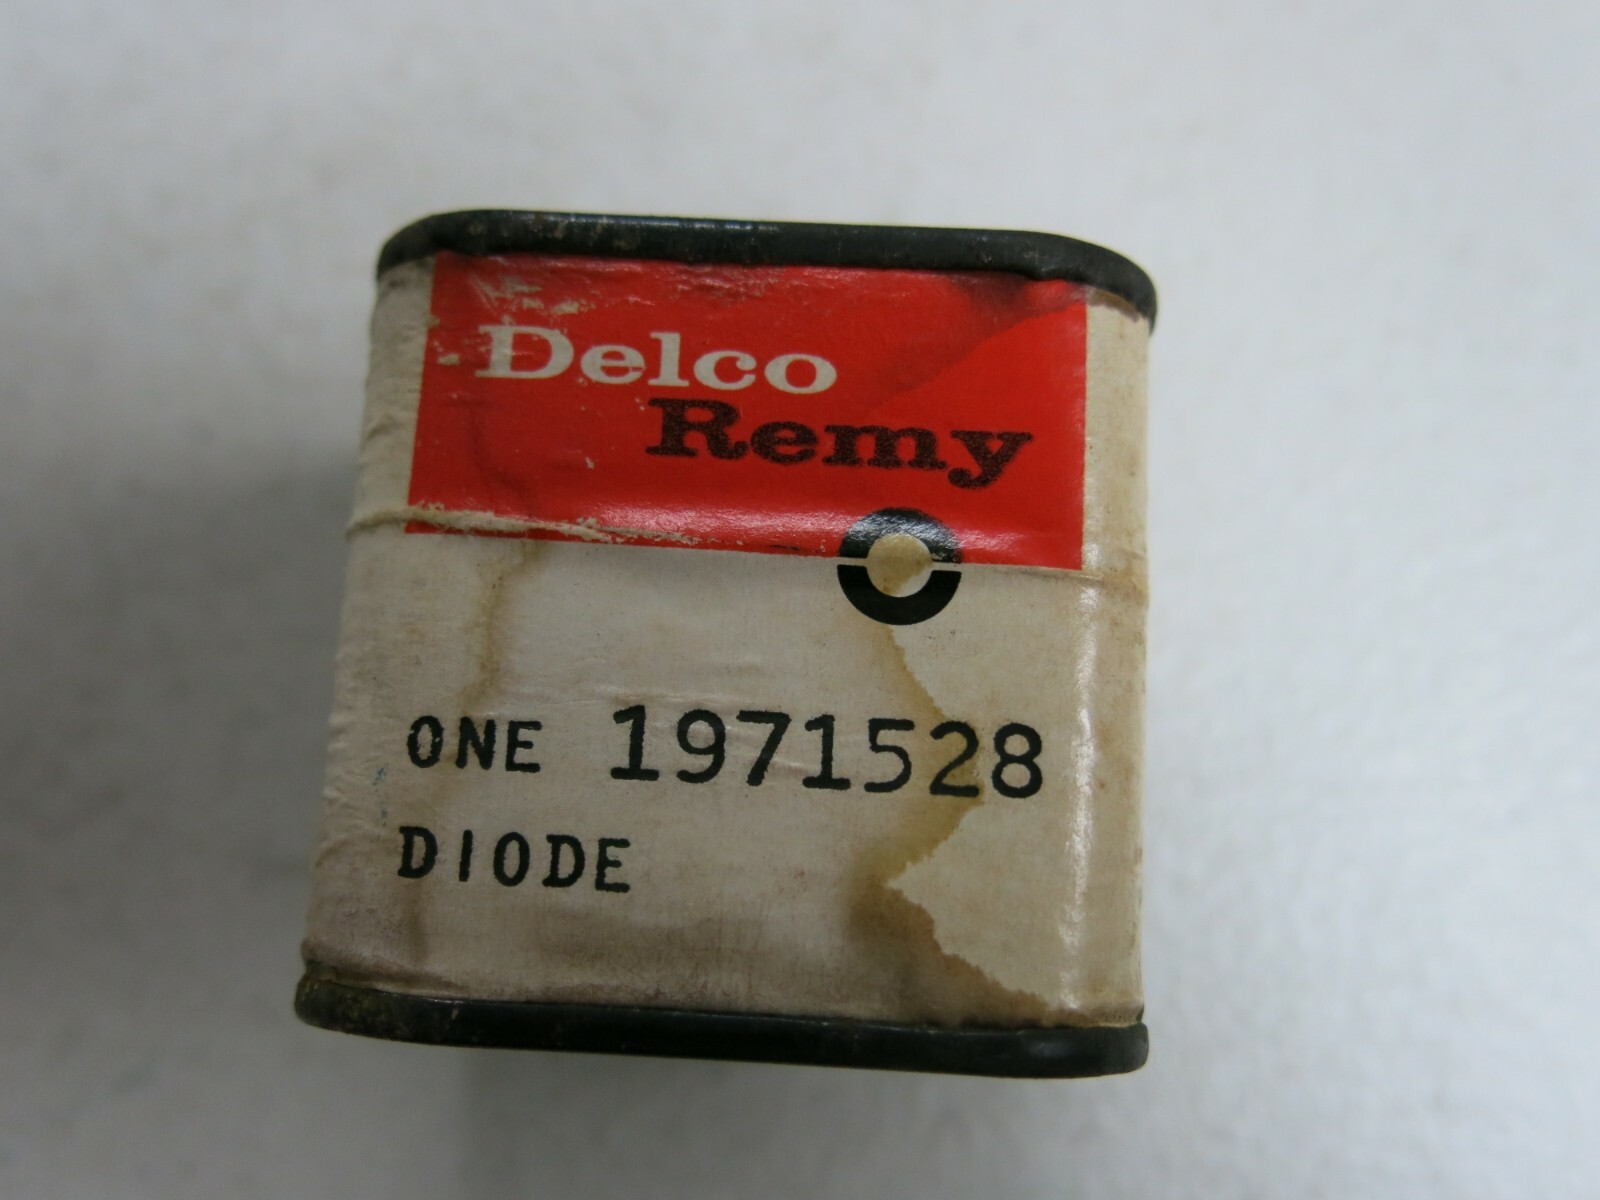 Delco
Remy
ONE 1971528
DIODE